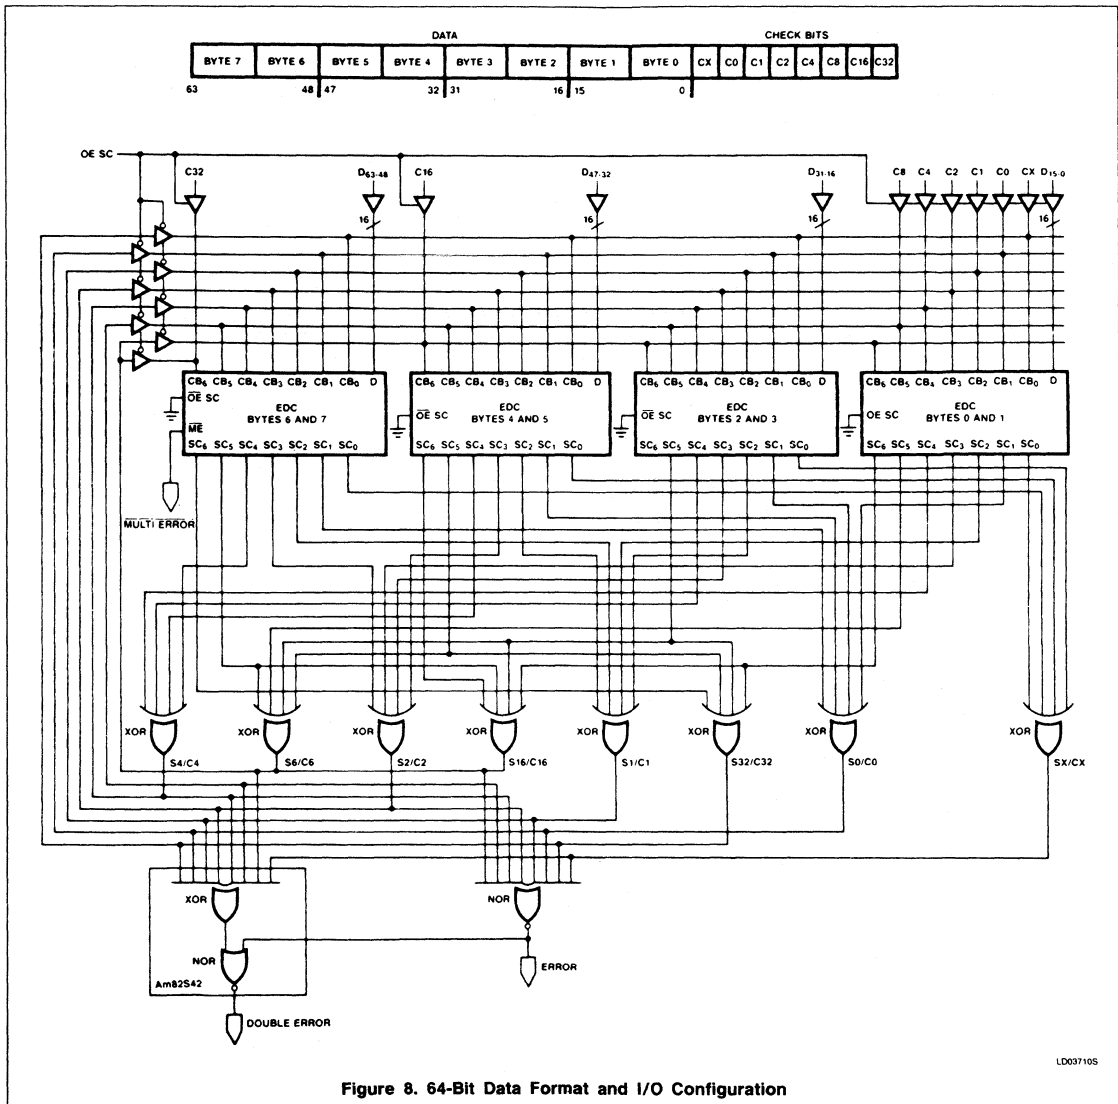 DATA CHECK BITS
BYTE 7 BYTE 6 BYTE 5 BYTE 4 BYTE 3 BYTE 2 BYTE 1 BYTE 0 CX C0 C1 C2 C4 C8 C16 C32
63 48 47 32 31 16 15 0
OE SC
C32 D63-48 C16 D47-32 D31-16 C8 C4 C2 C1 C0 CX D15-0
16 16 16 16
CB6 CB5 CB4 CB3 CB2 CB1 CB0 D
OE SC
EDC
BYTES 6 AND 7
ME
SC6 SC5 SC4 SC3 SC2 SC1 SC0
CB6 CB5 CB4 CB3 CB2 CB1 CB0 D
OE SC
EDC
BYTES 4 AND 5
SC6 SC5 SC4 SC3 SC2 SC1 SC0
CB6 CB5 CB4 CB3 CB2 CB1 CB0 D
OE SC
EDC
BYTES 2 AND 3
SC6 SC5 SC4 SC3 SC2 SC1 SC0
CB6 CB5 CB4 CB3 CB2 CB1 CB0 D
OE SC
EDC
BYTES 0 AND 1
SC6 SC5 SC4 SC3 SC2 SC1 SC0
MULTI ERROR
XOR XOR XOR XOR XOR XOR XOR XOR
S4/C4 S6/C6 S2/C2 S16/C16 S1/C1 S32/C32 S0/C0 SX/CX
XOR NOR
NOR
Am82S42
ERROR
DOUBLE ERROR
LD03710S
Figure 8. 64-Bit Data Format and I/O Configuration